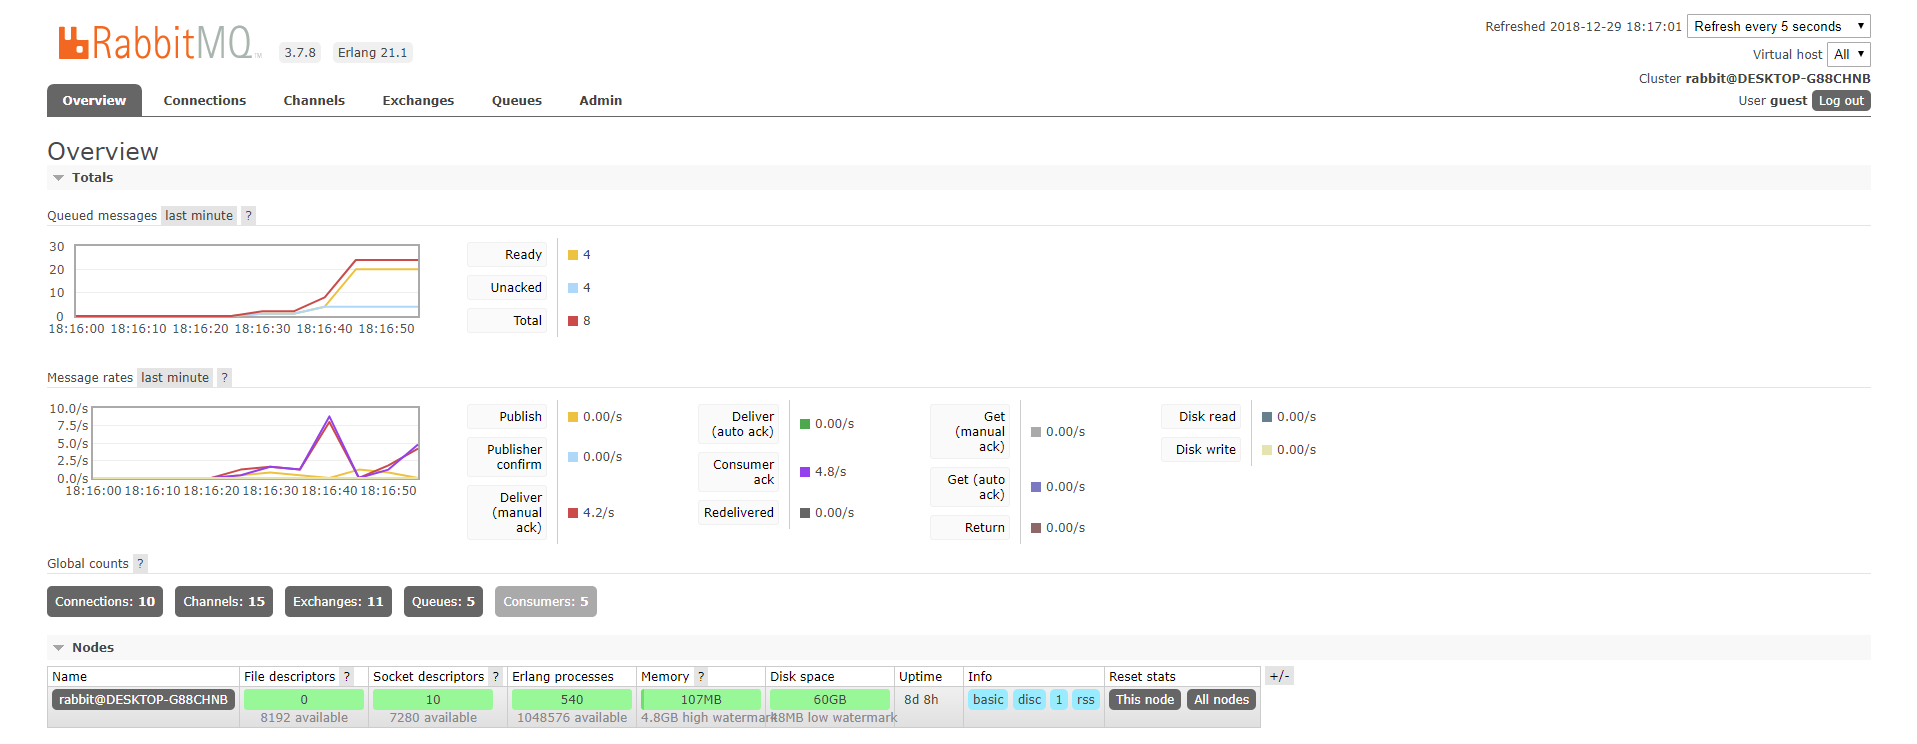 RabbitMQ TM 3.7.8 Erlang 21.1
Refreshed 2018-12-29 18:17:01 Refresh every 5 seconds
Virtual host All
Cluster rabbit@DESKTOP-G88CHNB
User guest Log out
Overview Connections Channels Exchanges Queues Admin
Overview
Totals
Queued messages last minute ?
30
20
10
0
18:16:00 18:16:10 18:16:20 18:16:30 18:16:40 18:16:50
Ready 4
Unacked 4
Total 8
Message rates last minute ?
10.0/s
7.5/s
5.0/s
2.5/s
0.0/s
18:16:00 18:16:10 18:16:20 18:16:30 18:16:40 18:16:50
Publish 0.00/s
Publisher
confirm 0.00/s
Deliver
(manual
ack) 4.2/s
Deliver
(auto ack) 0.00/s
Consumer
ack 4.8/s
Redelivered 0.00/s
Get
(manual
ack) 0.00/s
Get (auto
ack) 0.00/s
Return 0.00/s
Disk read 0.00/s
Disk write 0.00/s
Global counts ?
Connections: 10 Channels: 15 Exchanges: 11 Queues: 5 Consumers: 5
Nodes
Name File descriptors ? Socket descriptors ? Erlang processes Memory ? Disk space Uptime Info Reset stats +/-
rabbit@DESKTOP-G88CHNB 0 10 540 107MB 60GB 8d 8h basic disc 1 rss This node All nodes
8192 available 7280 available 1048576 available 4.8GB high watermark 48MB low watermark